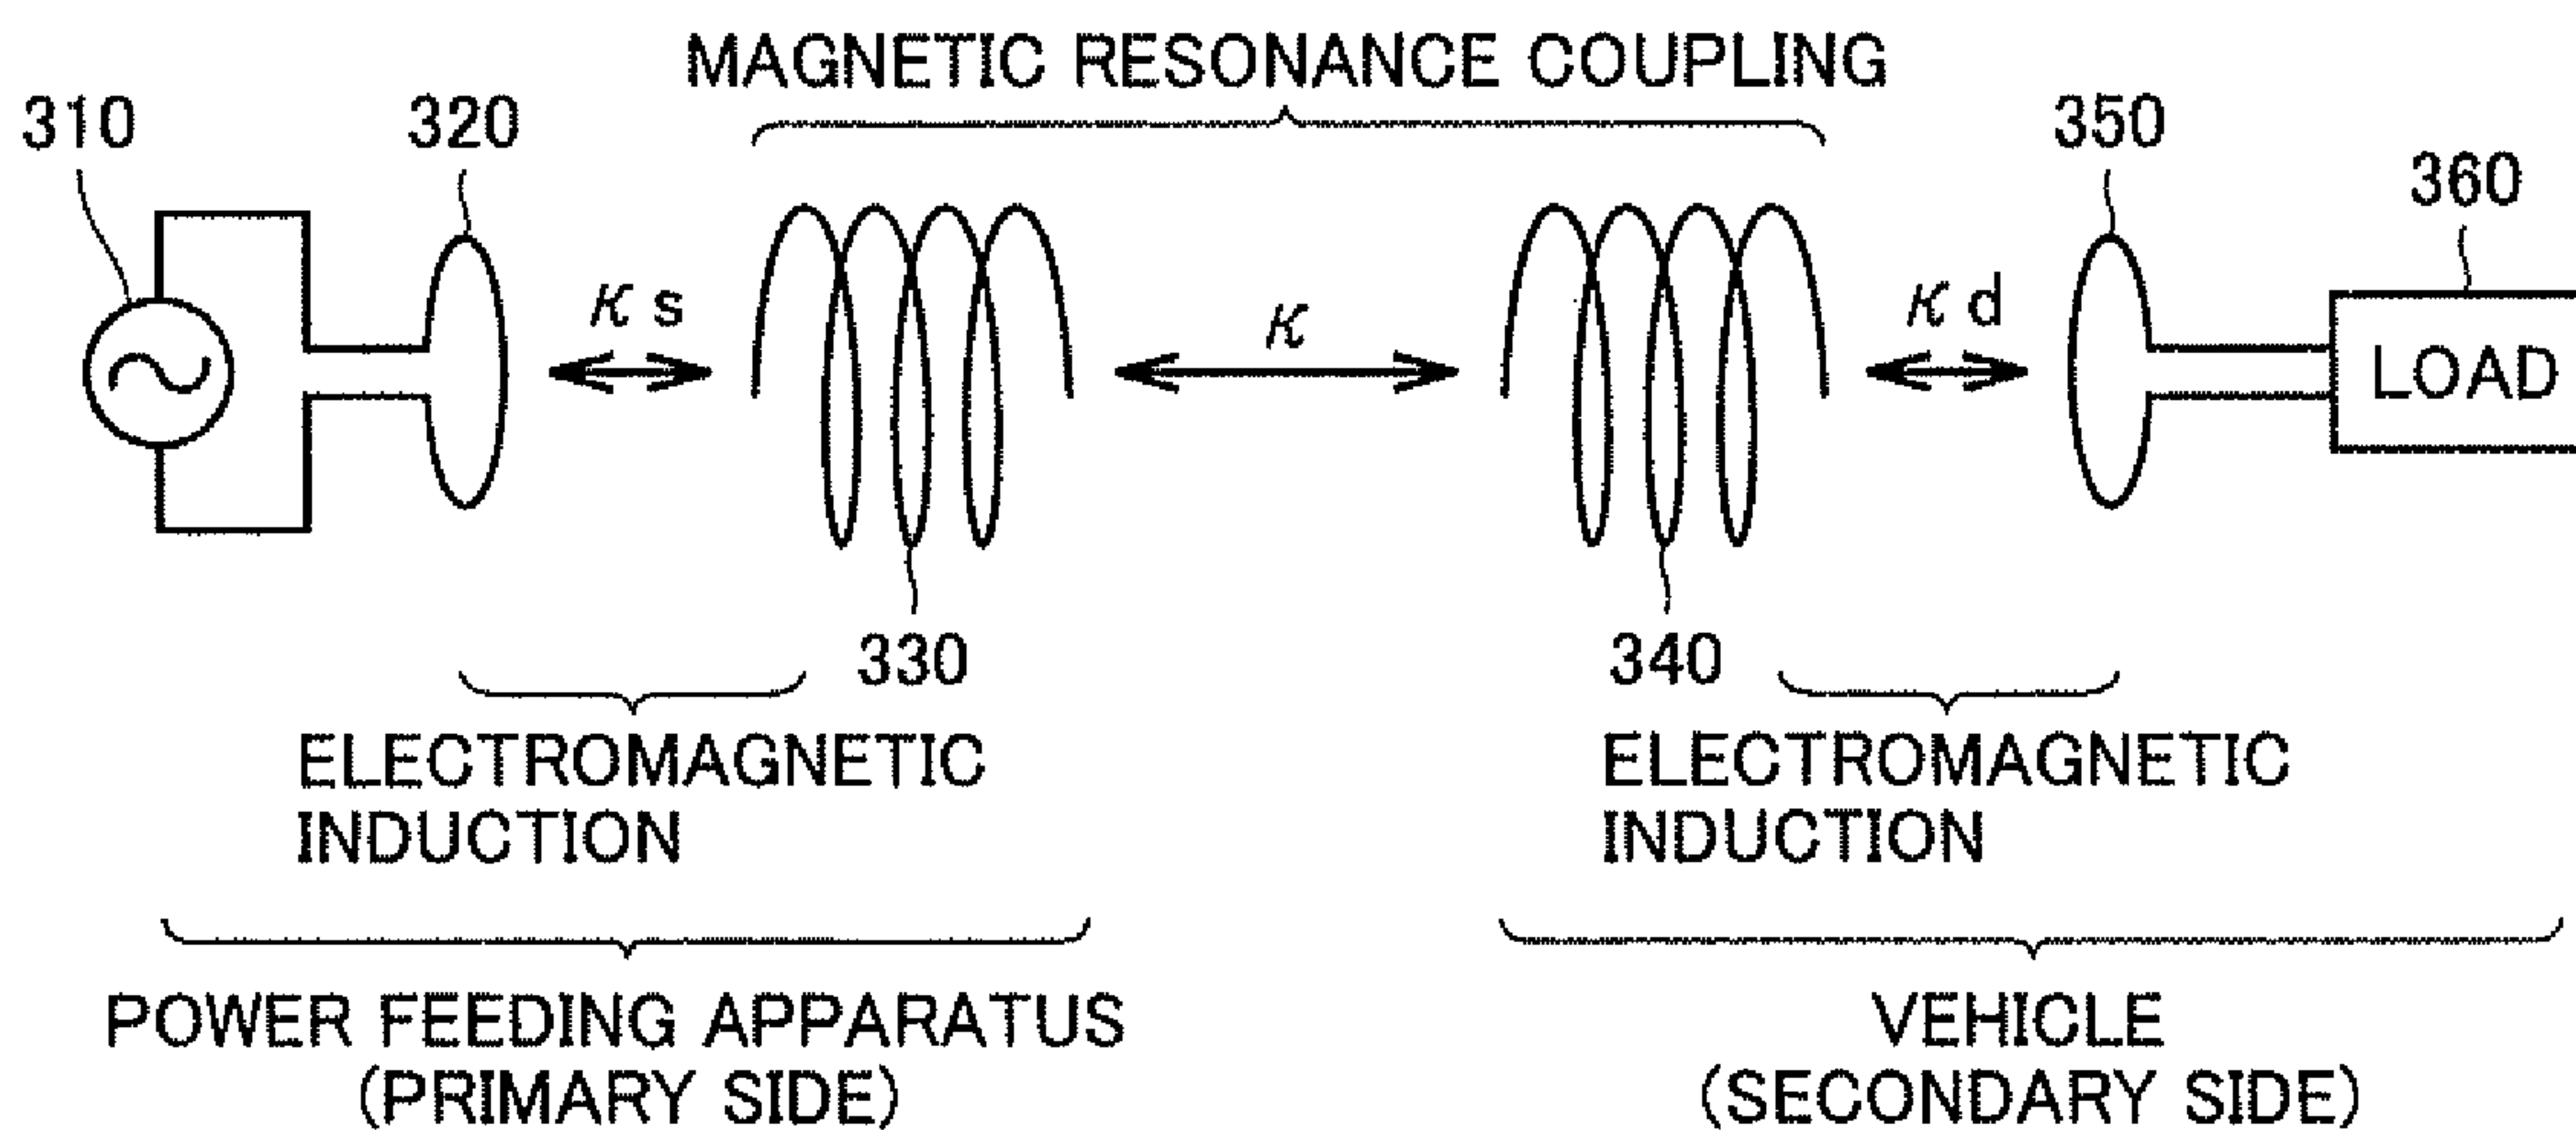 MAGNETIC RESONANCE COUPLING
310
320
350
360
κs
κ
κd
LOAD
330
340
ELECTROMAGNETIC
INDUCTION
ELECTROMAGNETIC
INDUCTION
POWER FEEDING APPARATUS
(PRIMARY SIDE)
VEHICLE
(SECONDARY SIDE)